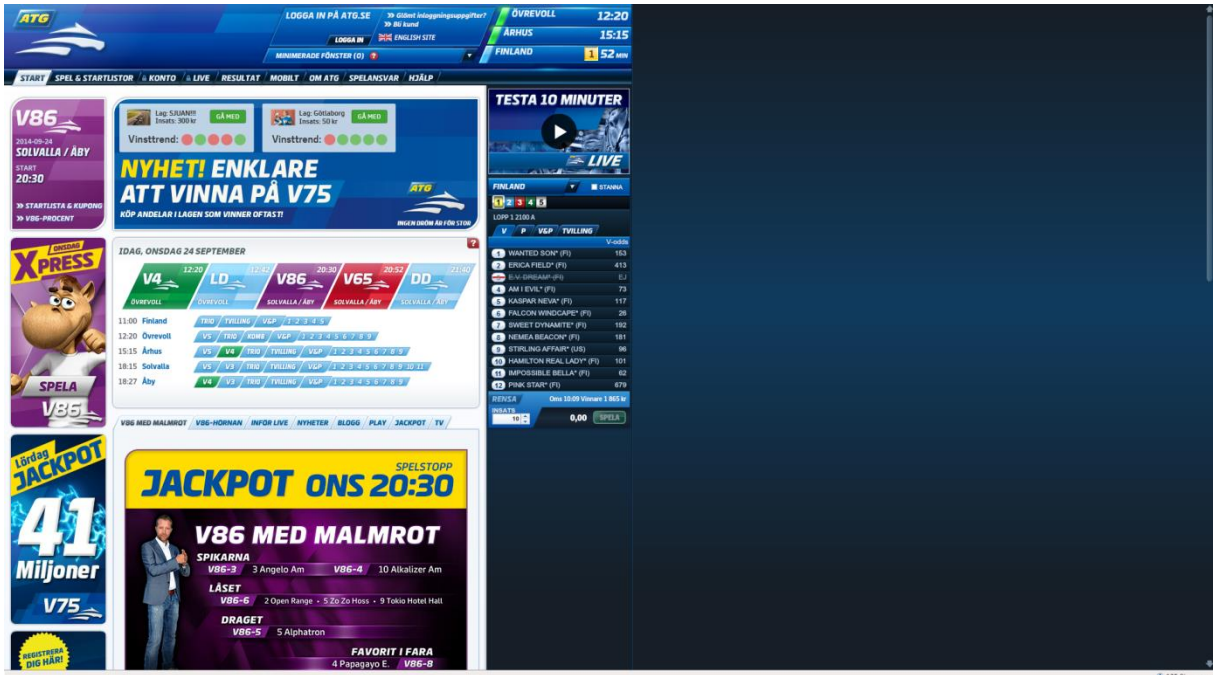 ATG
LOGGA IN PÅ ATG.SE
» Glömt inloggningsuppgifter?
» Bli kund
LOGGA IN
ENGLISH SITE
MINIMERADE FÖNSTER (0)
ÖVREVOLL 12:20
ÅRHUS 15:15
FINLAND 1 52 MIN
START SPEL & STARTLISTOR KONTO LIVE RESULTAT MOBILT OM ATG SPELANSVAR HJÄLP
V86
2014-09-24
SOLVALLA / ÅBY
START
20:30
» STARTLISTA & KUPONG
» V86-PROCENT
Lag: SJUAN!!!
Insats: 300 kr
GÅ MED
Vinsttrend:
Lag: Göttaborg
Insats: 50 kr
GÅ MED
Vinsttrend:
NYHET! ENKLARE
ATT VINNA PÅ V75
KÖP ANDELAR I LAGEN SOM VINNER OFTAST!
ATG
INGEN DRÖM ÄR FÖR STOR
TESTA 10 MINUTER
LIVE
ONSDAG
XPRESS
SPELA
V86
IDAG, ONSDAG 24 SEPTEMBER
?
12:20
V4
ÖVREVOLL
12:42
LD
ÖVREVOLL
20:30
V86
SOLVALLA / ÅBY
20:52
V65
SOLVALLA / ÅBY
21:40
DD
SOLVALLA / ÅBY
11:00 Finland TRIO TVILLING V&P 1 2 3 4 5
12:20 Övrevoll V5 TRIO KOMB V&P 1 2 3 4 5 6 7 8 9
15:15 Århus V5 V4 TRIO TVILLING V&P 1 2 3 4 5 6 7 8 9
18:15 Solvalla V5 V3 TRIO TVILLING V&P 1 2 3 4 5 6 7 8 9 10 11
18:27 Åby V4 V3 TRIO TVILLING V&P 1 2 3 4 5 6 7 8 9
FINLAND STANNA
1 2 3 4 5
LOPP 1 2100 A
V P V&P TVILLING
V-odds
1 WANTED SON* (FI) 153
2 ERICA FIELD* (FI) 413
E.V. DREAM* (FI) EJ
4 AM I EVIL* (FI) 73
5 KASPAR NEVA* (FI) 117
6 FALCON WINDCAPE* (FI) 26
7 SWEET DYNAMITE* (FI) 192
8 NEMEA BEACON* (FI) 181
9 STIRLING AFFAIR* (US) 96
10 HAMILTON REAL LADY* (FI) 101
11 IMPOSSIBLE BELLA* (FI) 62
12 PINK STAR* (FI) 679
RENSA Oms 10:09 Vinnare 1 865 kr
INSATS
10 0,00 SPELA
Lördag
JACKPOT
41
Miljoner
V75
REGISTRERA
DIG HÄR!
V86 MED MALMROT V86-HÖRNAN INFÖR LIVE NYHETER BLOGG PLAY JACKPOT TV
SPELSTOPP
JACKPOT ONS 20:30
V86 MED MALMROT
SPIKARNA
V86-3 3 Angelo Am V86-4 10 Alkalizer Am
LÅSET
V86-6 2 Open Range • 5 Zo Zo Hoss • 9 Tokio Hotel Hall
DRAGET
V86-5 5 Alphatron
FAVORIT I FARA
4 Papagayo E. V86-8